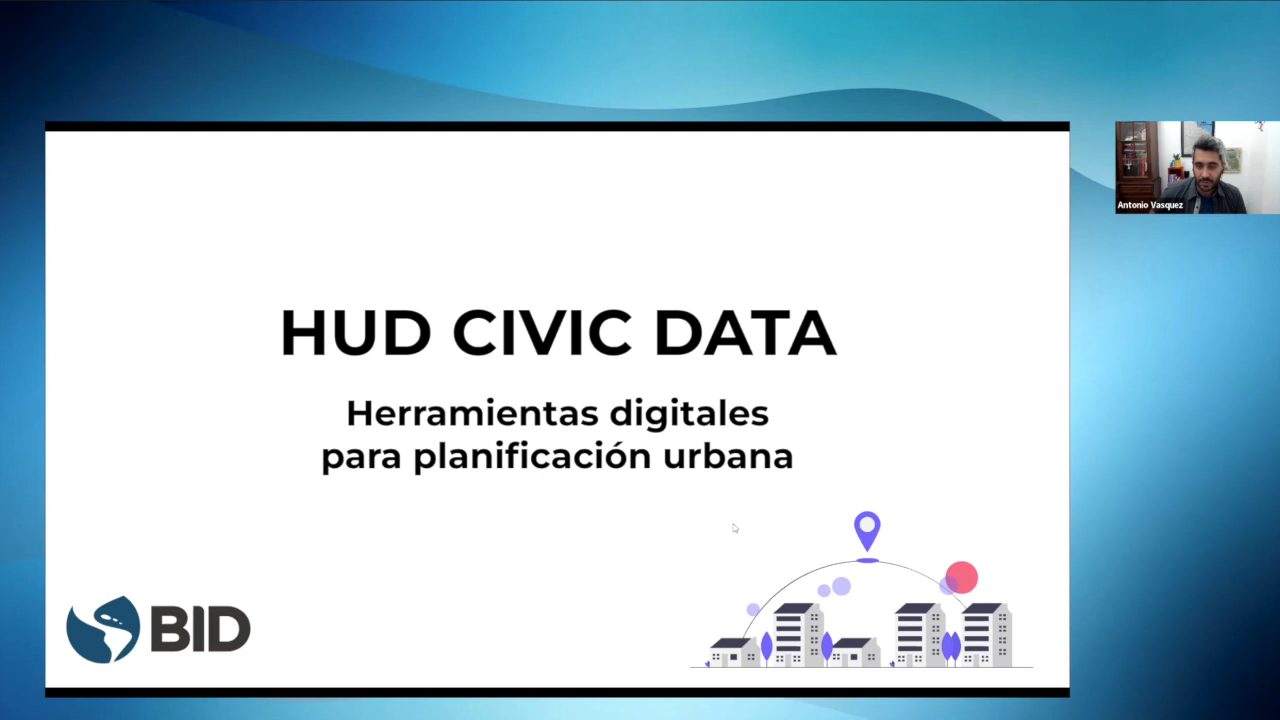 HUD CIVIC DATA
Herramientas digitales
para planificación urbana
BID
Antonio Vasquez